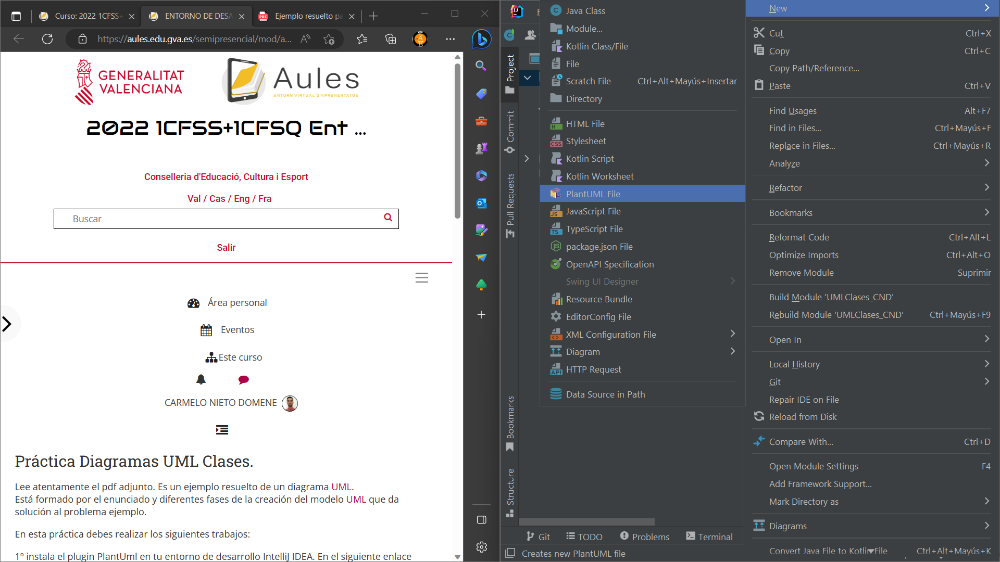 Curso: 2022 1CFSS+
ENTORNO DE DESA
Ejemplo resuelto pa
https://aules.edu.gva.es/semipresencial/mod/a...
GENERALITAT
VALENCIANA
Aules
ENTORN VIRTUAL D'APRENENTATGE
2022 1CFSS+1CFSQ Ent ...
Conselleria d'Educació, Cultura i Esport
Val / Cas / Eng / Fra
Buscar
Salir
Área personal
Eventos
Este curso
CARMELO NIETO DOMENE
Práctica Diagramas UML Clases.
Lee atentamente el pdf adjunto. Es un ejemplo resuelto de un diagrama UML.
Está formado por el enunciado y diferentes fases de la creación del modelo UML que da
solución al problema ejemplo.
En esta práctica debes realizar los siguientes trabajos:
1º instala el plugin PlantUml en tu entorno de desarrollo IntelliJ IDEA. En el siguiente enlace
Project
Commit
Pull Requests
Bookmarks
Structure
Java Class
Module...
Kotlin Class/File
File
Scratch File Ctrl+Alt+Mayús+Insertar
Directory
HTML File
Stylesheet
Kotlin Script
Kotlin Worksheet
PlantUML File
JavaScript File
TypeScript File
package.json File
OpenAPI Specification
Swing UI Designer
Resource Bundle
EditorConfig File
XML Configuration File
Diagram
HTTP Request
Data Source in Path
Git
TODO
Problems
Terminal
Creates new PlantUML file
New
Cut Ctrl+X
Copy Ctrl+C
Copy Path/Reference...
Paste Ctrl+V
Find Usages Alt+F7
Find in Files... Ctrl+Mayús+F
Replace in Files... Ctrl+Mayús+R
Analyze
Refactor
Bookmarks
Reformat Code Ctrl+Alt+L
Optimize Imports Ctrl+Alt+O
Remove Module Suprimir
Build Module 'UMLClases_CND'
Rebuild Module 'UMLClases_CND' Ctrl+Mayús+F9
Open In
Local History
Git
Repair IDE on File
Reload from Disk
Compare With... Ctrl+D
Open Module Settings F4
Add Framework Support...
Mark Directory as
Diagrams
Convert Java File to Kotlin File Ctrl+Alt+Mayús+K